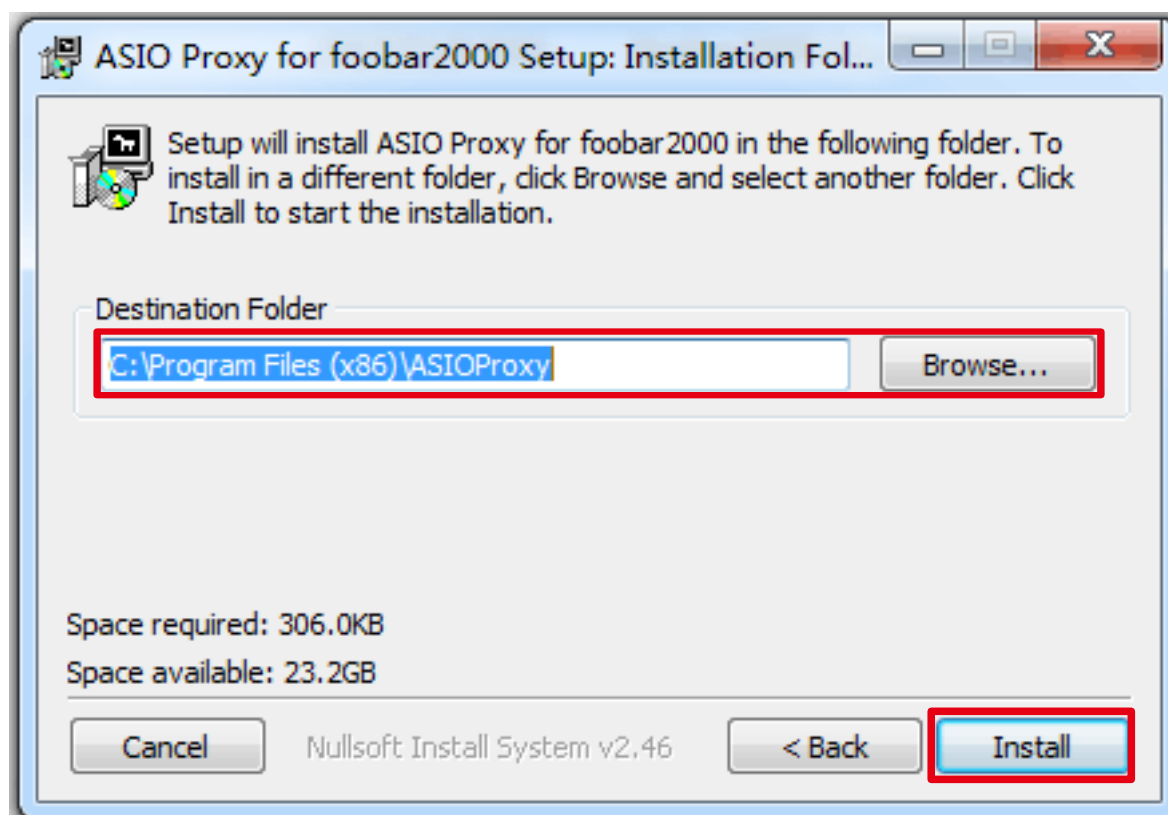 ASIO Proxy for foobar2000 Setup: Installation Fol...
Setup will install ASIO Proxy for foobar2000 in the following folder. To
install in a different folder, click Browse and select another folder. Click
Install to start the installation.
Destination Folder
C:\Program Files (x86)\ASIOProxy
Browse...
Space required: 306.0KB
Space available: 23.2GB
Cancel
Nullsoft Install System v2.46
< Back
Install